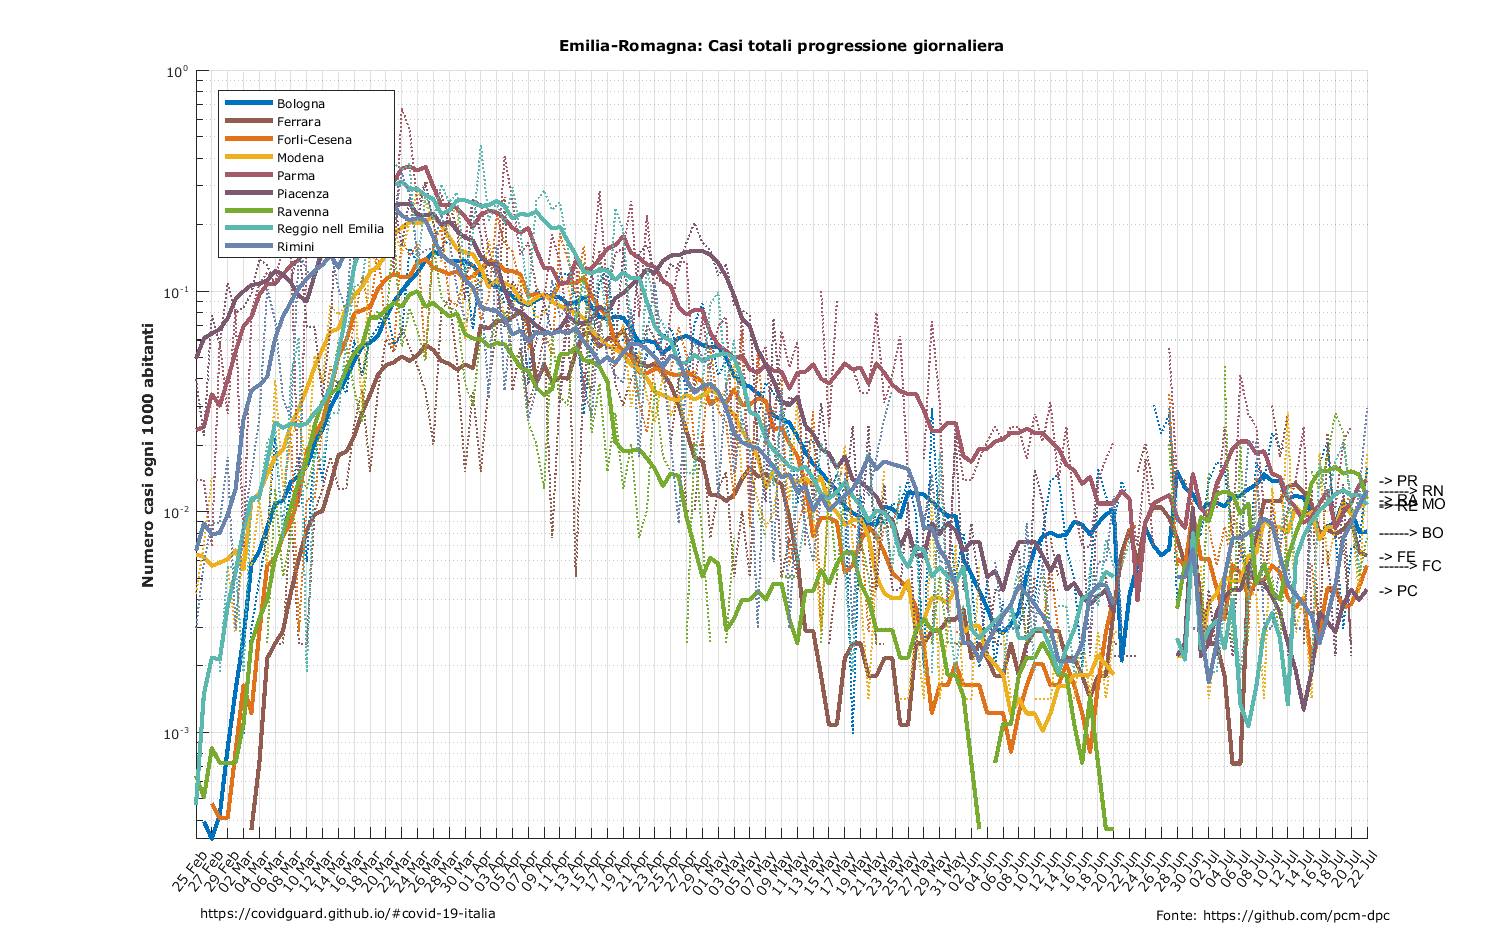 Emilia-Romagna: Casi totali progressione giornaliera
Numero casi ogni 1000 abitanti
10⁰
10⁻¹
10⁻²
10⁻³
Bologna
Ferrara
Forlì-Cesena
Modena
Parma
Piacenza
Ravenna
Reggio nell Emilia
Rimini
-> PR
------> RN
-> RA
------> MO
-> RE
------> BO
-> FE
------> FC
-> PC
25 Feb
27 Feb
29 Feb
02 Mar
04 Mar
06 Mar
08 Mar
10 Mar
12 Mar
14 Mar
16 Mar
18 Mar
20 Mar
22 Mar
24 Mar
26 Mar
28 Mar
30 Mar
01 Apr
03 Apr
05 Apr
07 Apr
09 Apr
11 Apr
13 Apr
15 Apr
17 Apr
19 Apr
21 Apr
23 Apr
25 Apr
27 Apr
29 Apr
01 May
03 May
05 May
07 May
09 May
11 May
13 May
15 May
17 May
19 May
21 May
23 May
25 May
27 May
29 May
31 May
02 Jun
04 Jun
06 Jun
08 Jun
10 Jun
12 Jun
14 Jun
16 Jun
18 Jun
20 Jun
22 Jun
24 Jun
26 Jun
28 Jun
30 Jun
02 Jul
04 Jul
06 Jul
08 Jul
10 Jul
12 Jul
14 Jul
16 Jul
18 Jul
20 Jul
22 Jul
https://covidguard.github.io/#covid-19-italia
Fonte: https://github.com/pcm-dpc